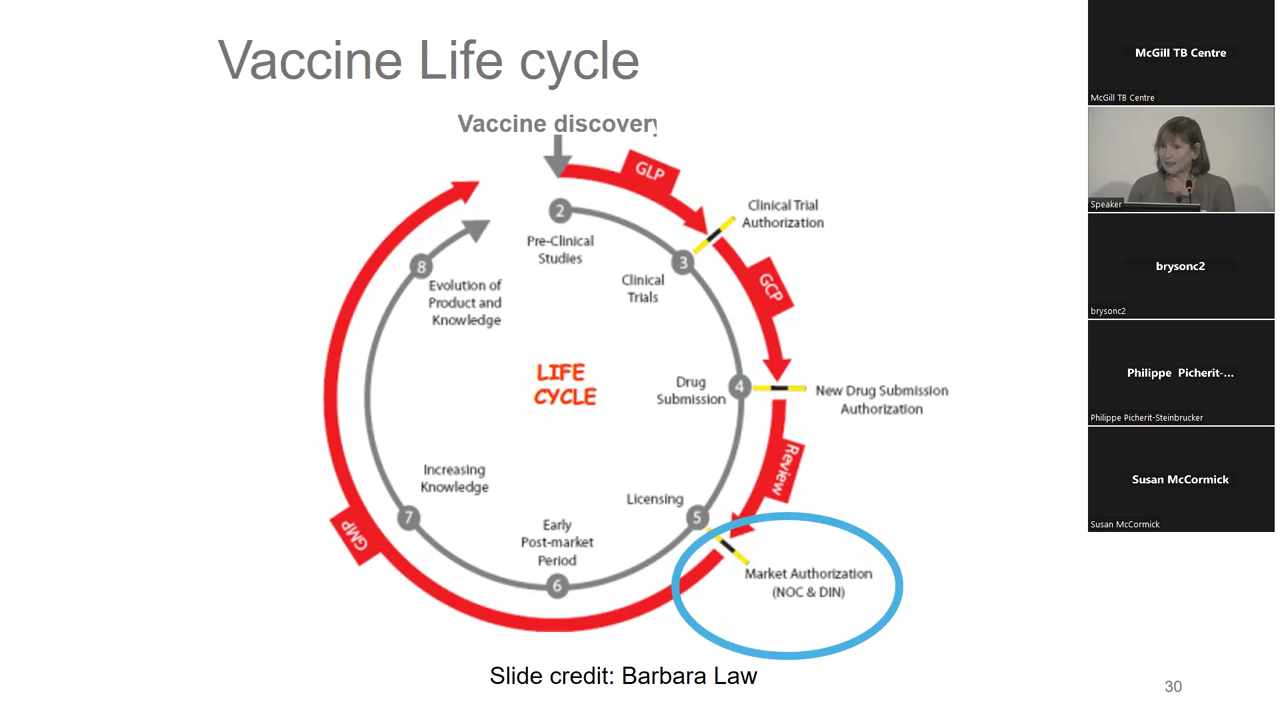 Vaccine Life cycle
Vaccine discovery
GLP
2
Pre-Clinical
Studies
Clinical Trial
Authorization
3
Clinical
Trials
GCP
8
Evolution of
Product and
Knowledge
LIFE
CYCLE
Drug
Submission
4
New Drug Submission
Authorization
Review
Increasing
Knowledge
7
Licensing
5
Early
Post-market
Period
6
GMP
Market Authorization
(NOC & DIN)
Slide credit: Barbara Law
30
McGill TB Centre
McGill TB Centre
Speaker
brysonc2
brysonc2
Philippe Picherit-...
Philippe Picherit-Steinbrucker
Susan McCormick
Susan McCormick